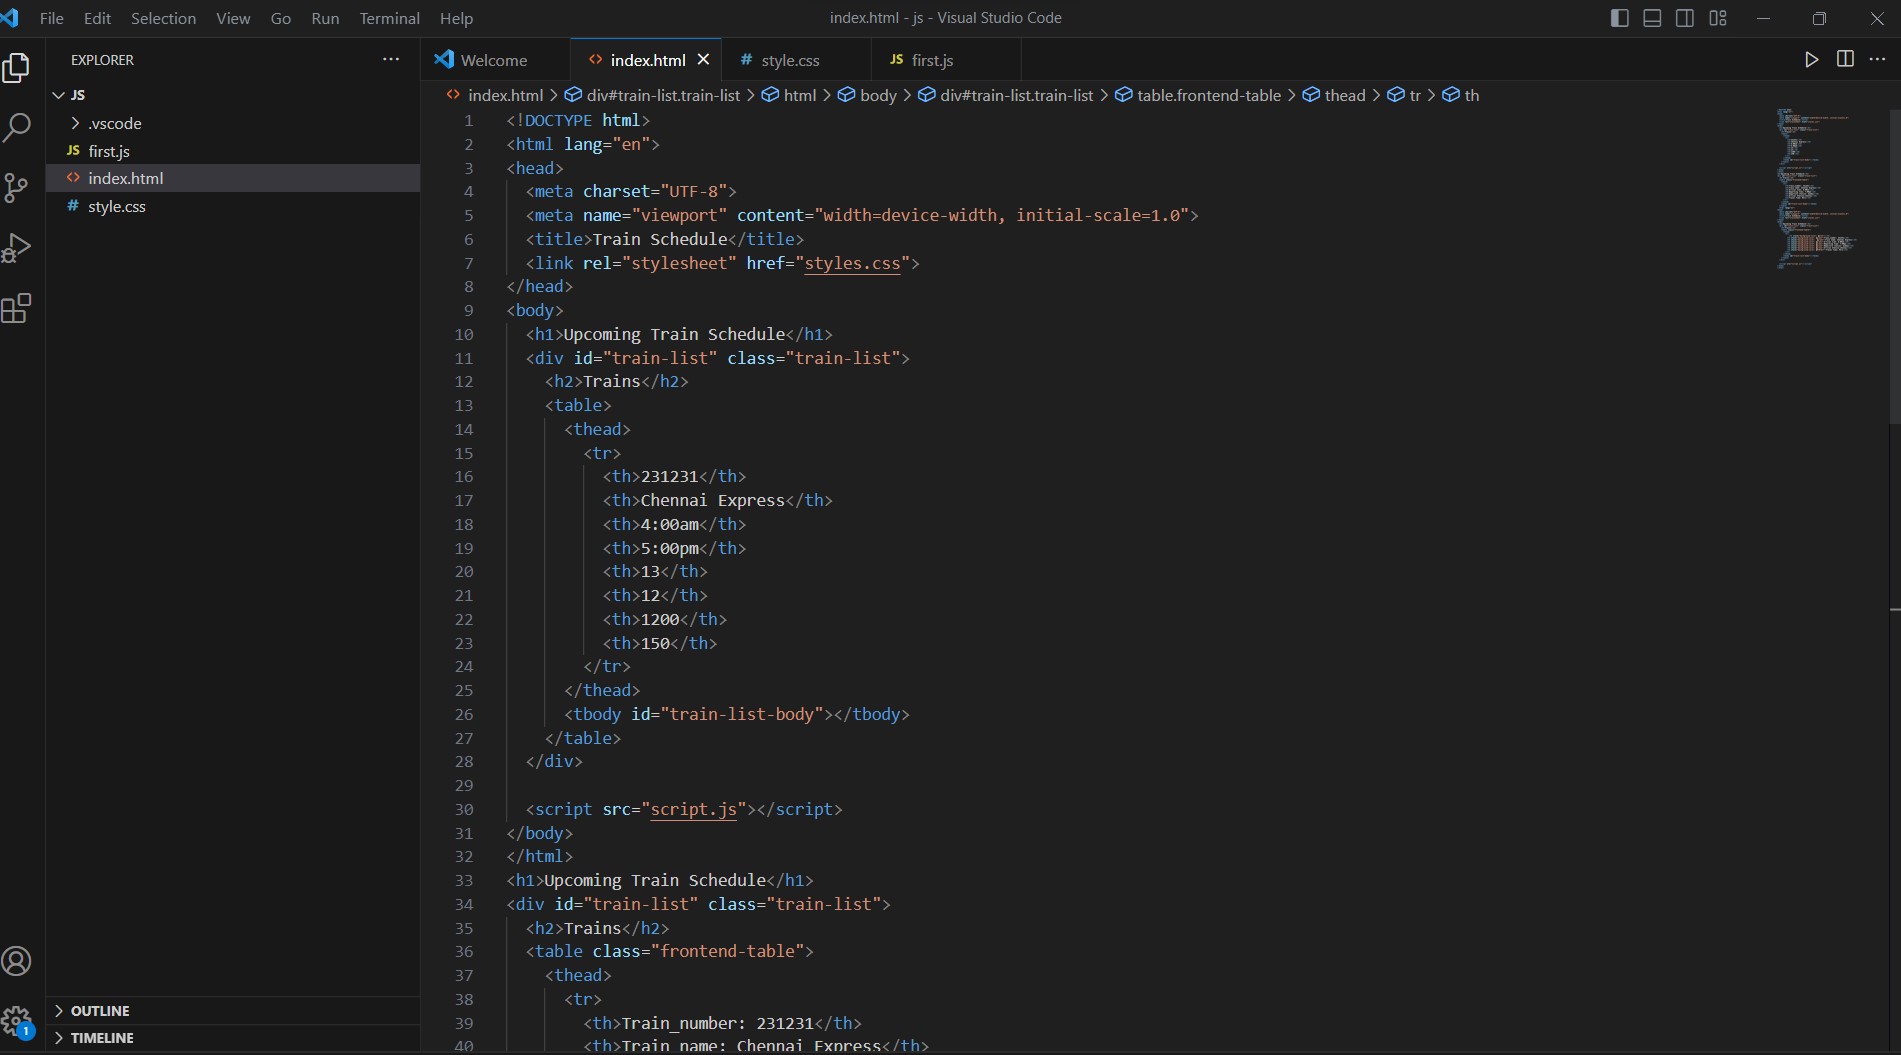 File Edit Selection View Go Run Terminal Help
index.html - js - Visual Studio Code
EXPLORER
JS
.vscode
JS first.js
<> index.html
# style.css
OUTLINE
TIMELINE
1
Welcome
<> index.html
# style.css
JS first.js
<> index.html > div#train-list.train-list > html > body > div#train-list.train-list > table.frontend-table > thead > tr > th
1 <!DOCTYPE html>
2 <html lang="en">
3 <head>
4 <meta charset="UTF-8">
5 <meta name="viewport" content="width=device-width, initial-scale=1.0">
6 <title>Train Schedule</title>
7 <link rel="stylesheet" href="styles.css">
8 </head>
9 <body>
10 <h1>Upcoming Train Schedule</h1>
11 <div id="train-list" class="train-list">
12 <h2>Trains</h2>
13 <table>
14 <thead>
15 <tr>
16 <th>231231</th>
17 <th>Chennai Express</th>
18 <th>4:00am</th>
19 <th>5:00pm</th>
20 <th>13</th>
21 <th>12</th>
22 <th>1200</th>
23 <th>150</th>
24 </tr>
25 </thead>
26 <tbody id="train-list-body"></tbody>
27 </table>
28 </div>
29
30 <script src="script.js"></script>
31 </body>
32 </html>
33 <h1>Upcoming Train Schedule</h1>
34 <div id="train-list" class="train-list">
35 <h2>Trains</h2>
36 <table class="frontend-table">
37 <thead>
38 <tr>
39 <th>Train_number: 231231</th>
40 <th>Train name: Chennai Express</th>